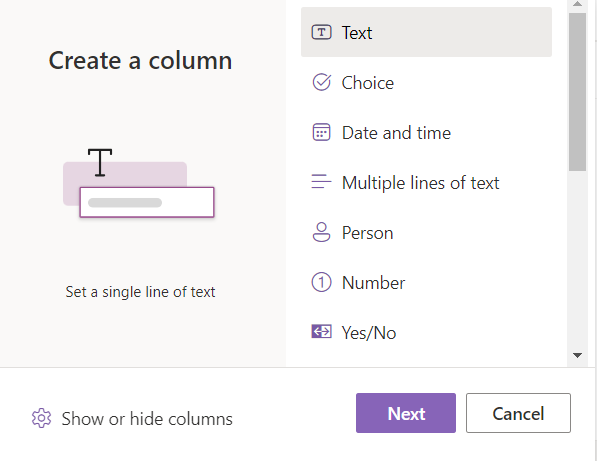 Create a column
Set a single line of text
Text
Choice
Date and time
Multiple lines of text
Person
Number
Yes/No
Show or hide columns
Next
Cancel